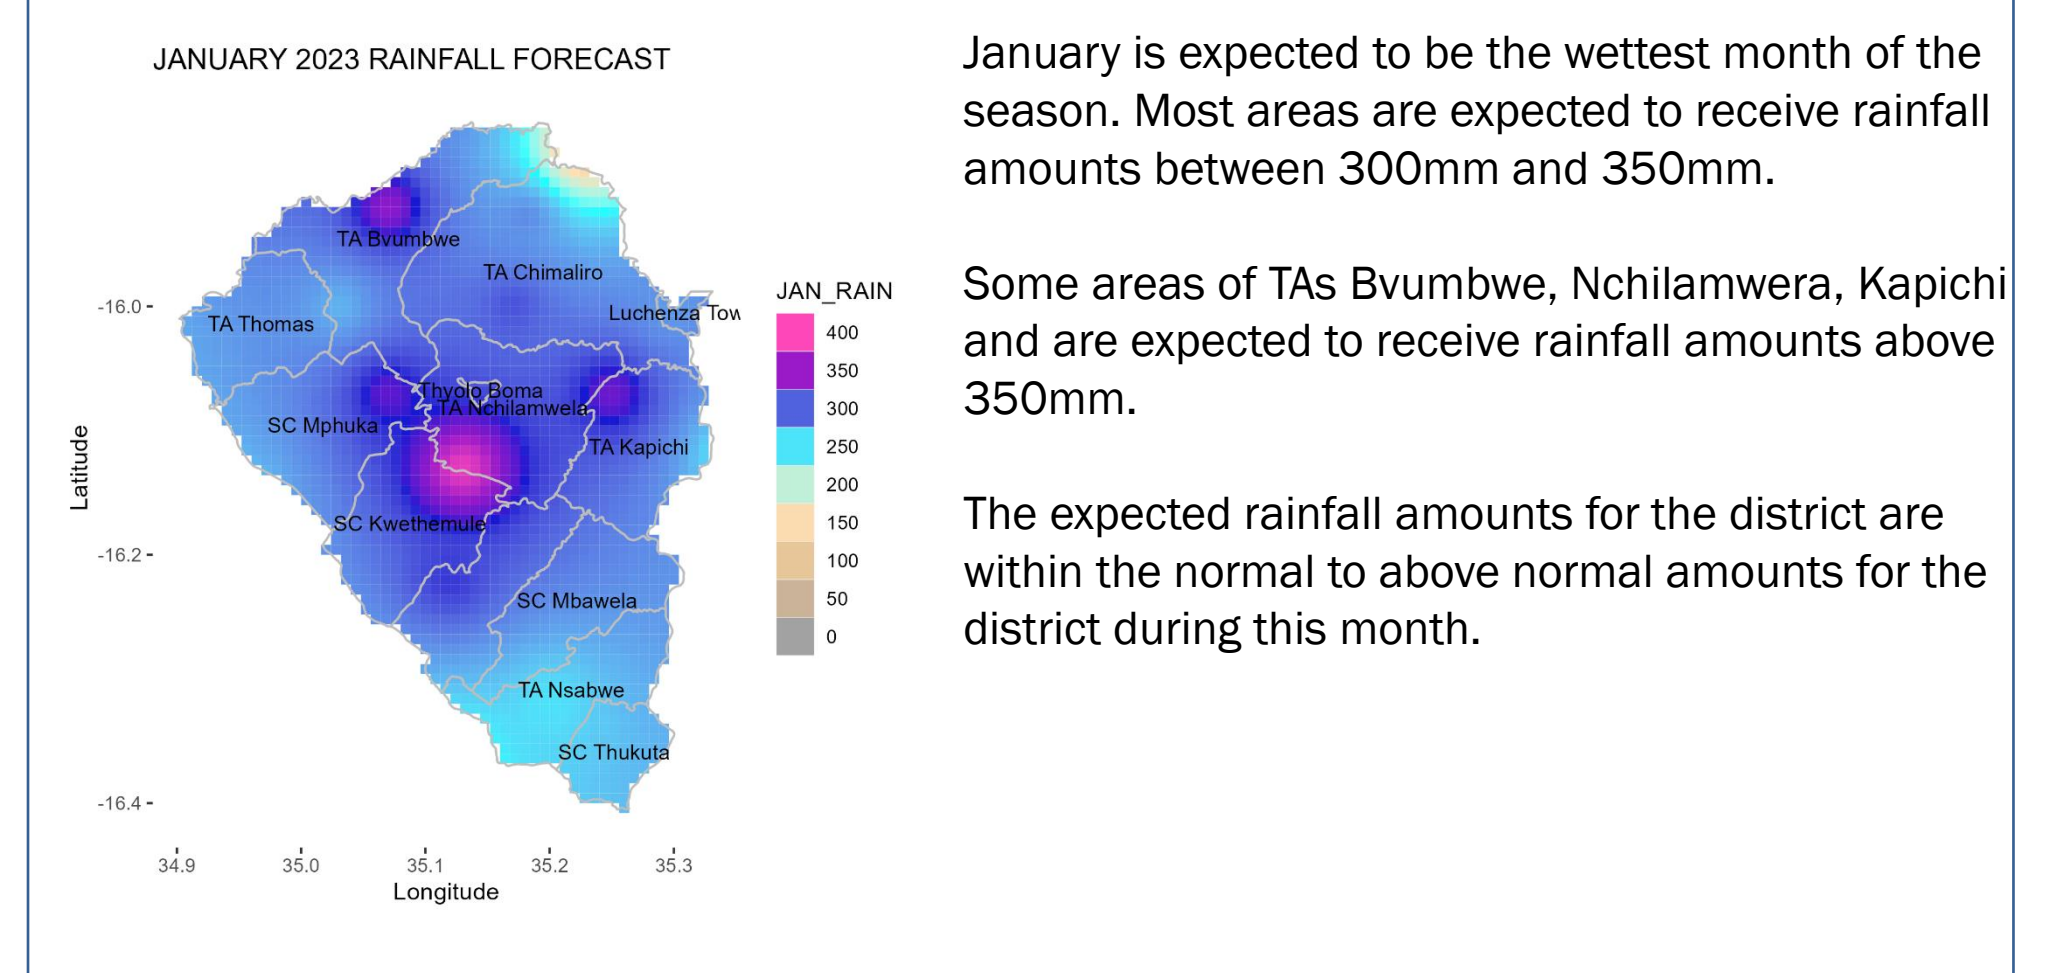 JANUARY 2023 RAINFALL FORECAST
TA Bvumbwe
TA Chimaliro
Luchenza Tow
TA Thomas
Thyolo Boma
TA Nchilamwela
SC Mphuka
TA Kapichi
SC Kwethemule
SC Mbawela
TA Nsabwe
SC Thukuta
Latitude
-16.0
-16.2
-16.4
34.9 35.0 35.1 35.2 35.3
Longitude
JAN_RAIN
400
350
300
250
200
150
100
50
0
January is expected to be the wettest month of the
season. Most areas are expected to receive rainfall
amounts between 300mm and 350mm.
Some areas of TAs Bvumbwe, Nchilamwera, Kapichi
and are expected to receive rainfall amounts above
350mm.
The expected rainfall amounts for the district are
within the normal to above normal amounts for the
district during this month.